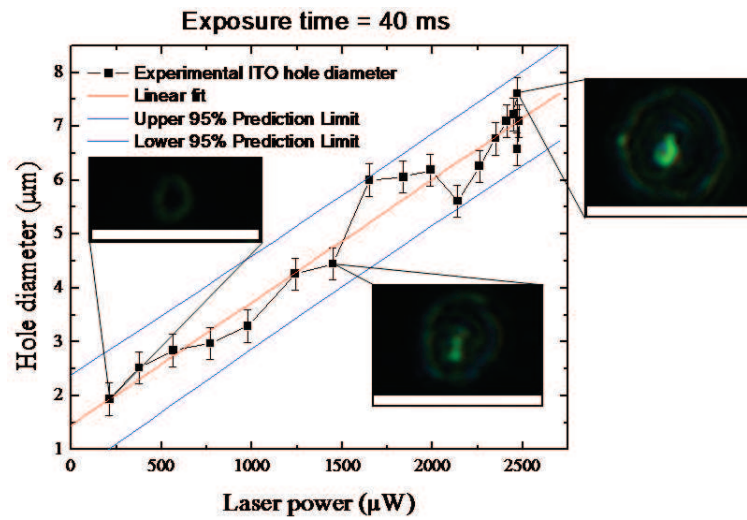 Exposure time = 40 ms
8
7
6
5
4
3
2
1
Hole diameter (μm)
Experimental ITO hole diameter
Linear fit
Upper 95% Prediction Limit
Lower 95% Prediction Limit
0
500
1000
1500
2000
2500
Laser power (μW)